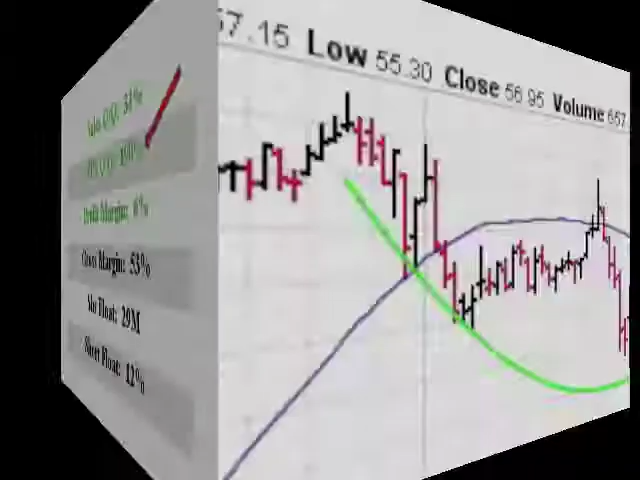 57.15 Low 55.30 Close 56.95 Volume 657
Profit Margin: 6%
Gross Margin: 53%
Shs Float: 29M
Short Float: 12%